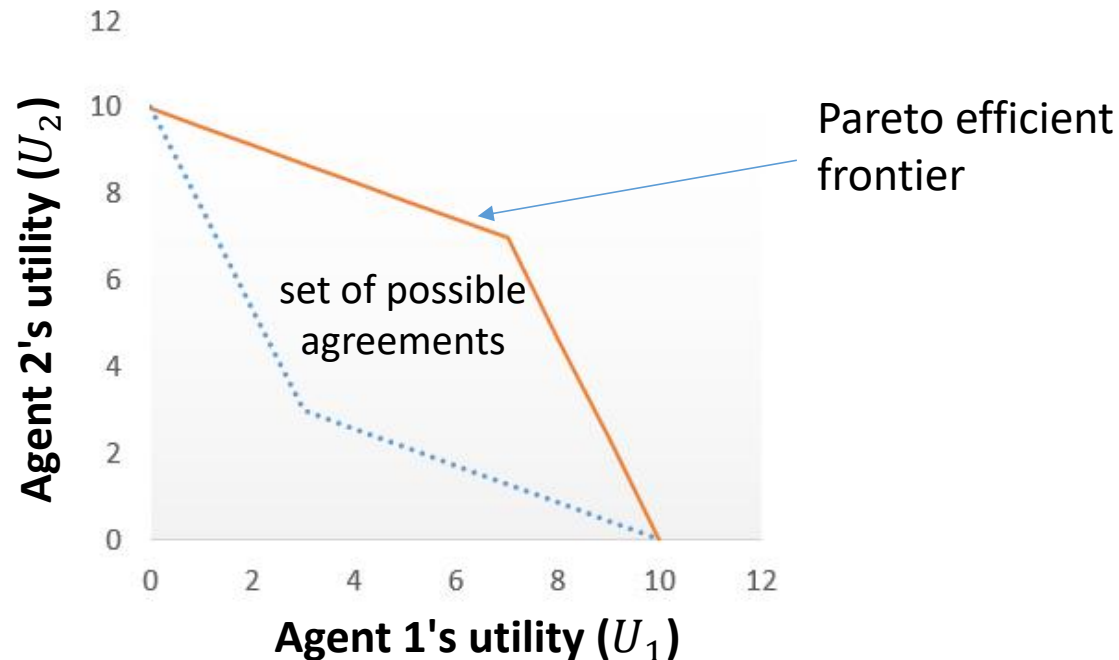 12
10
8
6
4
2
0
Agent 2's utility (U₂)
Pareto efficient
frontier
set of possible
agreements
0 2 4 6 8 10 12
Agent 1's utility (U₁)